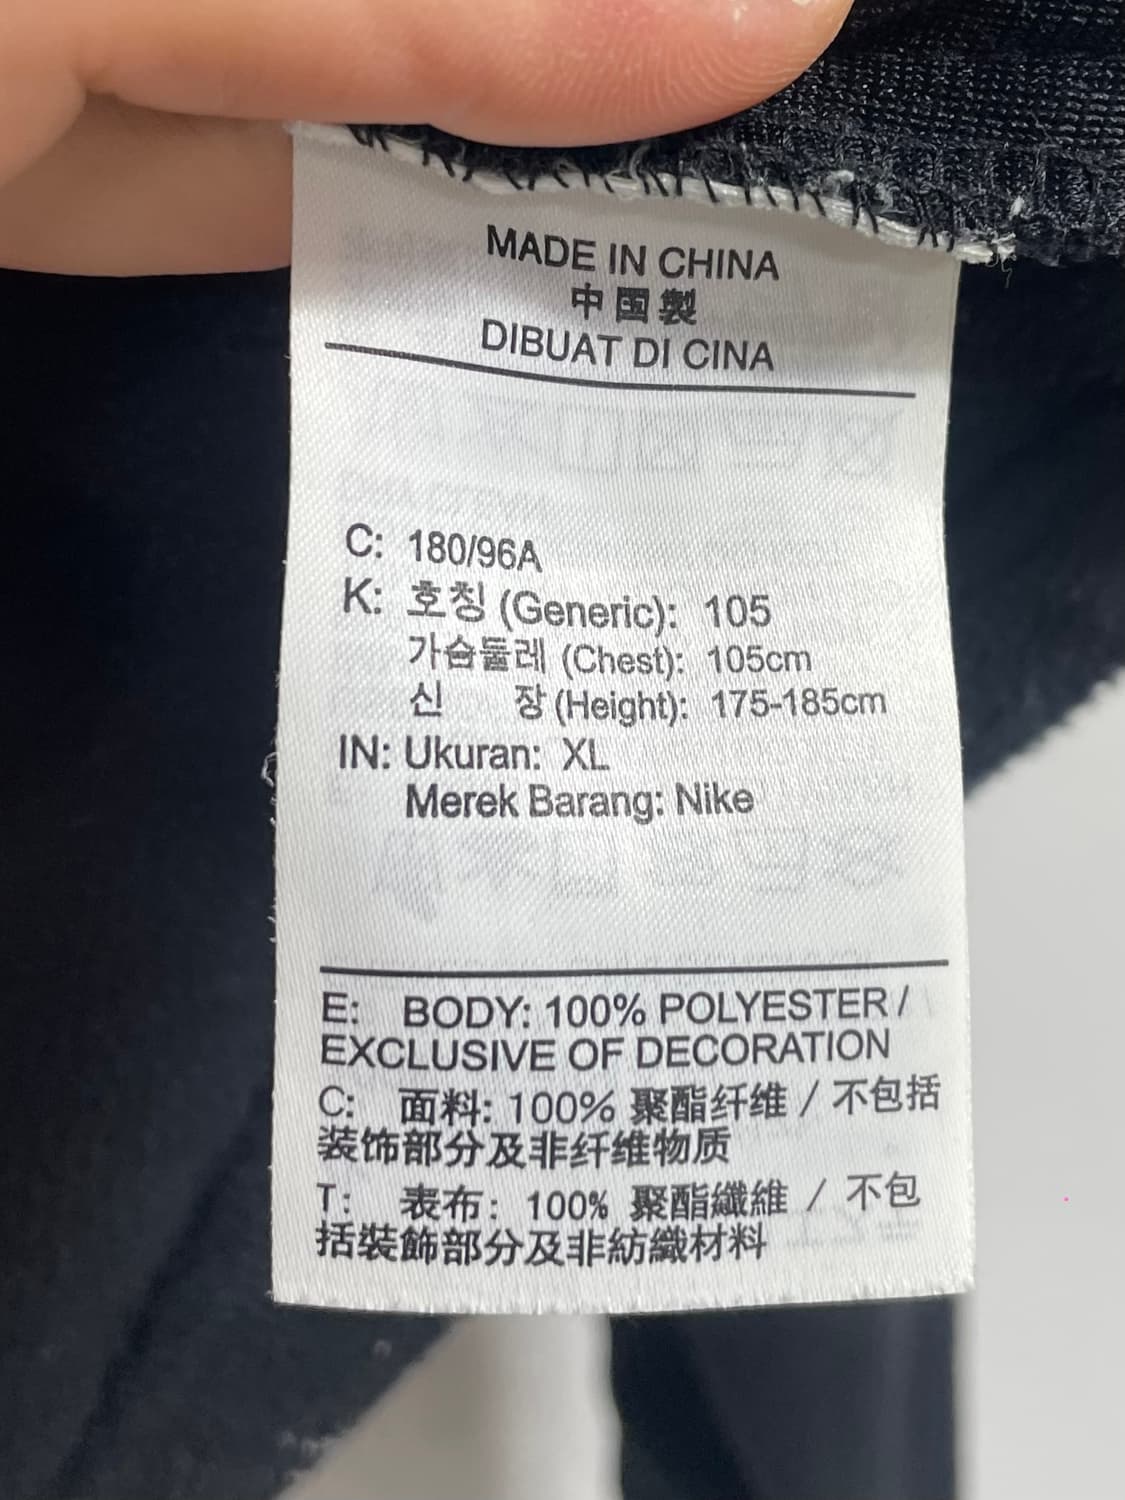 MADE IN CHINA
中国製
DIBUAT DI CINA
C: 180/96A
K: 호칭 (Generic): 105
가슴둘레 (Chest): 105cm
신 장 (Height): 175-185cm
IN: Ukuran: XL
Merek Barang: Nike
E: BODY: 100% POLYESTER /
EXCLUSIVE OF DECORATION
C: 面料: 100% 聚酯纤维 / 不包括
装饰部分及非纤维物质
T: 表布: 100% 聚酯纖維 / 不包
括裝飾部分及非紡織材料